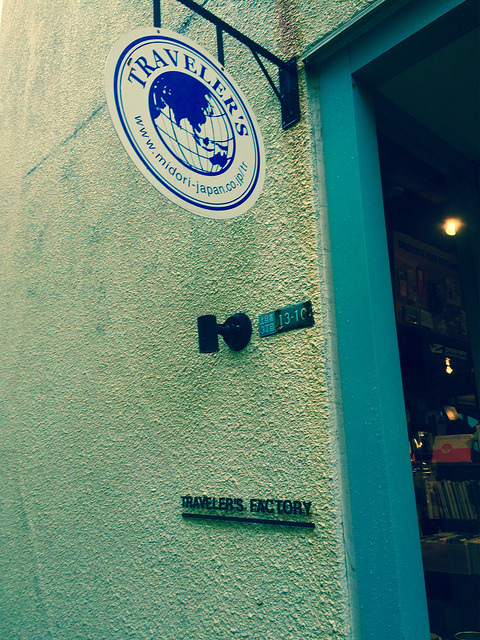 TRAVELER'S
www.midori-japan.co.jp/tr
13-10
TRAVELER'S FACTORY